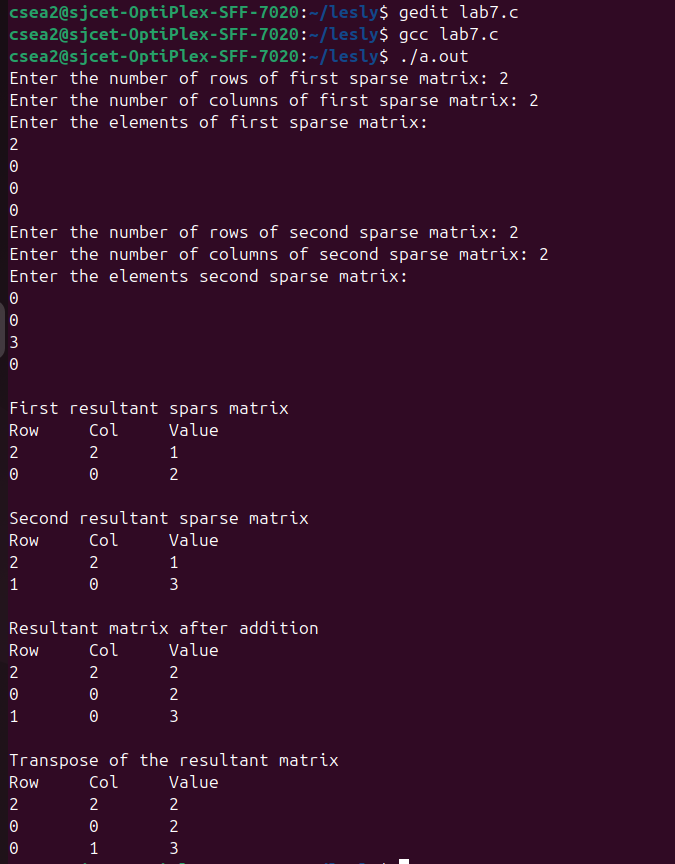 csea2@sjcet-OptiPlex-SFF-7020:~/lesly$ gedit lab7.c
csea2@sjcet-OptiPlex-SFF-7020:~/lesly$ gcc lab7.c
csea2@sjcet-OptiPlex-SFF-7020:~/lesly$ ./a.out
Enter the number of rows of first sparse matrix: 2
Enter the number of columns of first sparse matrix: 2
Enter the elements of first sparse matrix:
2
0
0
0
Enter the number of rows of second sparse matrix: 2
Enter the number of columns of second sparse matrix: 2
Enter the elements second sparse matrix:
0
0
3
0
First resultant spars matrix
Row Col Value
2 2 1
0 0 2
Second resultant sparse matrix
Row Col Value
2 2 1
1 0 3
Resultant matrix after addition
Row Col Value
2 2 2
0 0 2
1 0 3
Transpose of the resultant matrix
Row Col Value
2 2 2
0 0 2
0 1 3